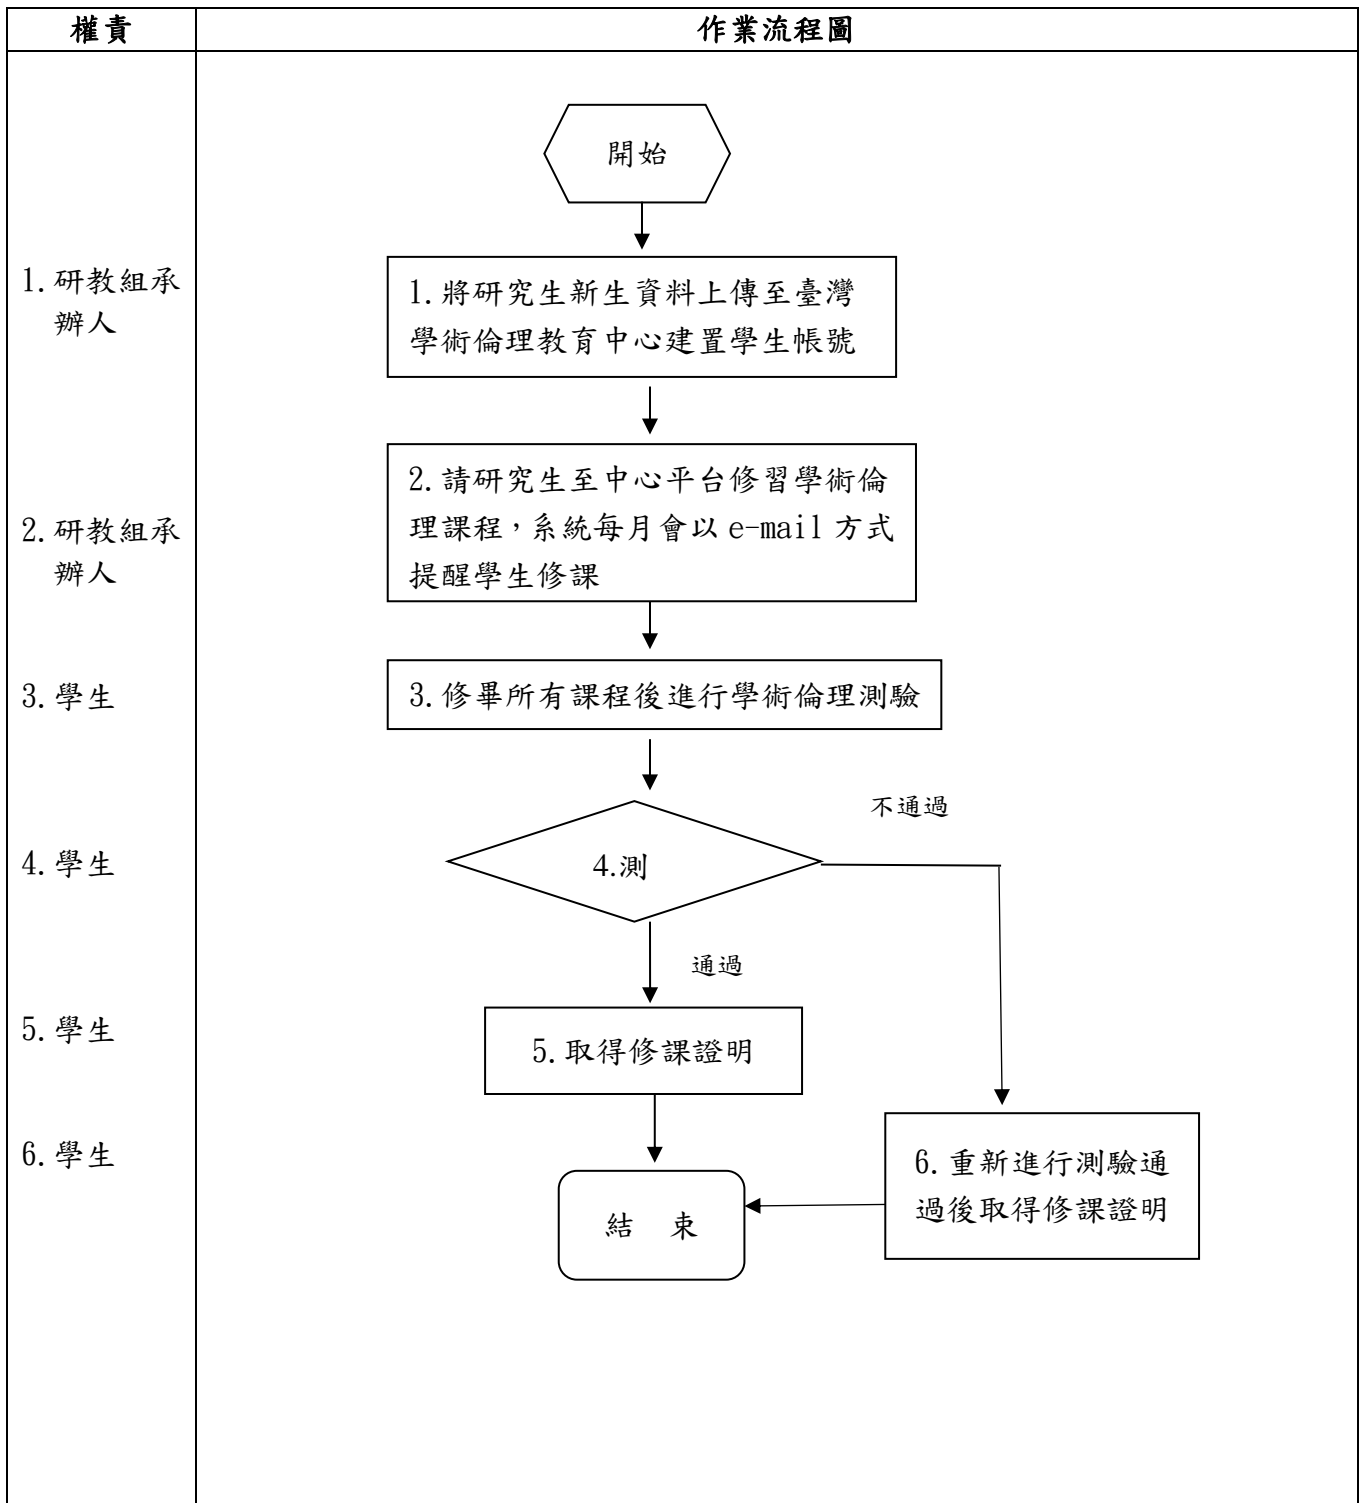 權責
作業流程圖
開始
1.研教組承
辦人
1.將研究生新生資料上傳至臺灣
學術倫理教育中心建置學生帳號
2.研教組承
辦人
2.請研究生至中心平台修習學術倫
理課程，系統每月會以 e-mail 方式
提醒學生修課
3.學生
3.修畢所有課程後進行學術倫理測驗
不通過
4.學生
4.測
通過
5.學生
5.取得修課證明
6.學生
6.重新進行測驗通
過後取得修課證明
結 束